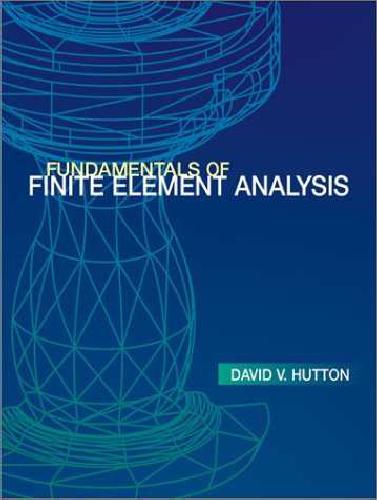 FUNDAMENTALS OF
FINITE ELEMENT ANALYSIS
DAVID V. HUTTON